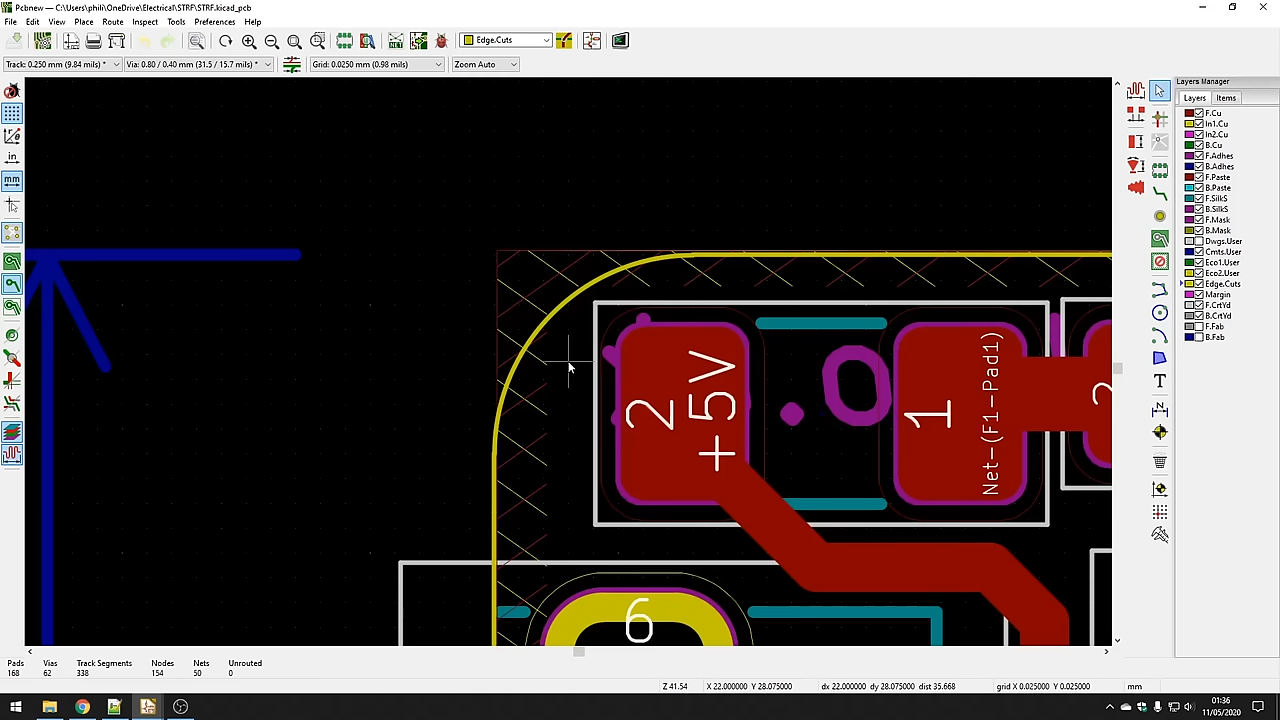 Pcbnew — C:\Users\phili\OneDrive\Electrical\STRF\STRF.kicad_pcb
File Edit View Place Route Inspect Tools Preferences Help
NET
Edge.Cuts
Track: 0.250 mm (9.84 mils) *
Via: 0.80 / 0.40 mm (31.5 / 15.7 mils) *
Grid: 0.0250 mm (0.98 mils)
Zoom Auto
in
mm
2
+5V
1
Net-(F1-Pad1)
2
6
Layers Manager
Layers Items
F.Cu
In1.Cu
In2.Cu
B.Cu
F.Adhes
B.Adhes
F.Paste
B.Paste
F.SilkS
B.SilkS
F.Mask
B.Mask
Dwgs.User
Cmts.User
Eco1.User
Eco2.User
Edge.Cuts
Margin
F.CrtYd
B.CrtYd
F.Fab
B.Fab
Pads Vias Track Segments Nodes Nets Unrouted
168 62 338 154 50 0
Z 41.54 X 22.000000 Y 28.075000 dx 22.000000 dy 28.075000 dist 35.668 grid X 0.025000 Y 0.025000 mm
01:36
11/05/2020